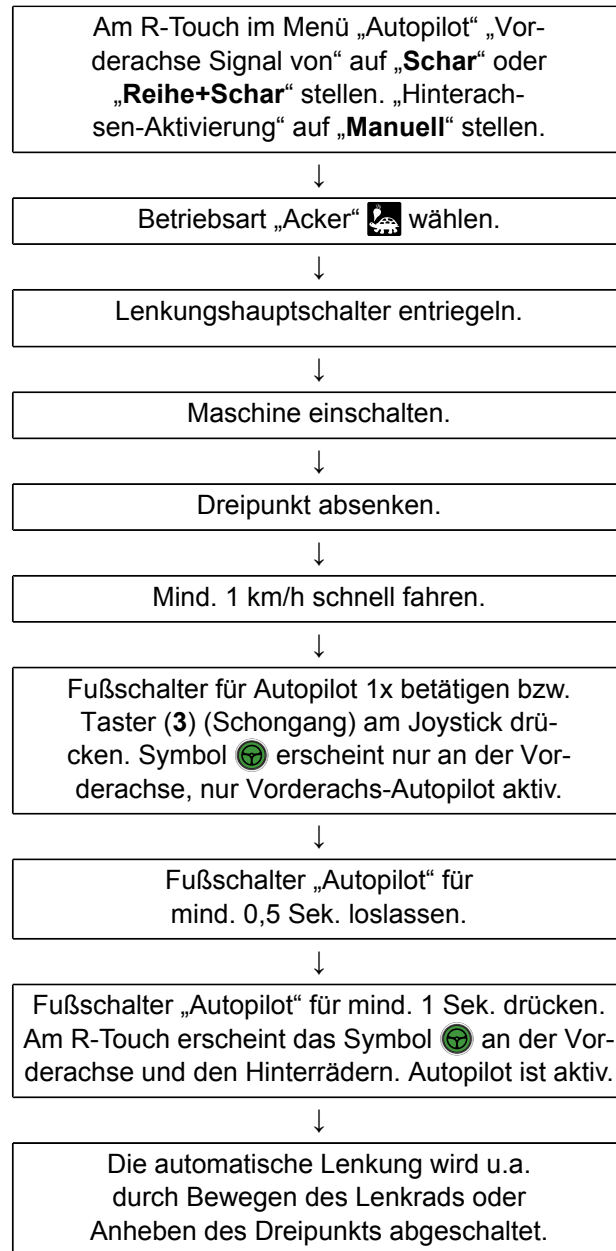 Am R-Touch im Menü „Autopilot“ „Vor-
derachse Signal von“ auf „Schar“ oder
„Reihe+Schar“ stellen. „Hinterach-
sen-Aktivierung“ auf „Manuell“ stellen.
↓
Betriebsart „Acker“ wählen.
↓
Lenkungshauptschalter entriegeln.
↓
Maschine einschalten.
↓
Dreipunkt absenken.
↓
Mind. 1 km/h schnell fahren.
↓
Fußschalter für Autopilot 1x betätigen bzw.
Taster (3) (Schongang) am Joystick drü-
cken. Symbol erscheint nur an der Vor-
derachse, nur Vorderachs-Autopilot aktiv.
↓
Fußschalter „Autopilot“ für
mind. 0,5 Sek. loslassen.
↓
Fußschalter „Autopilot“ für mind. 1 Sek. drücken.
Am R-Touch erscheint das Symbol an der Vor-
derachse und den Hinterrädern. Autopilot ist aktiv.
↓
Die automatische Lenkung wird u.a.
durch Bewegen des Lenkrads oder
Anheben des Dreipunkts abgeschaltet.